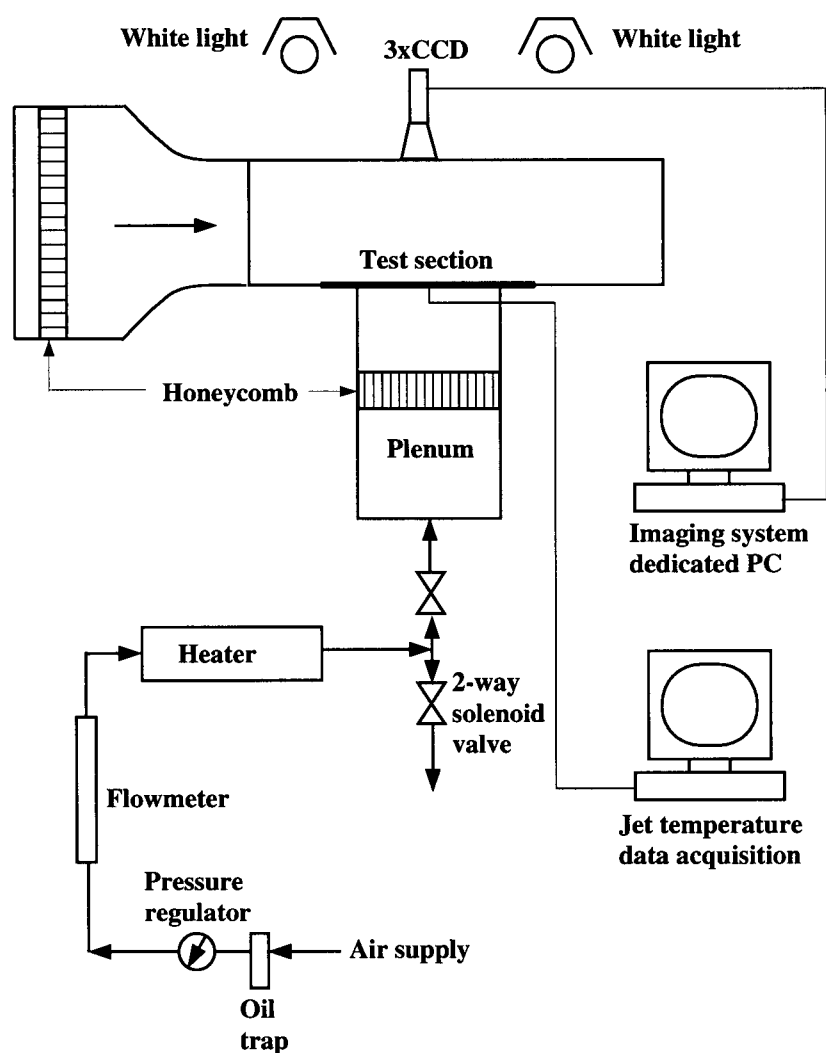 White light
3xCCD
White light
Test section
Honeycomb
Plenum
Imaging system
dedicated PC
Heater
2-way
solenoid
valve
Flowmeter
Jet temperature
data acquisition
Pressure
regulator
Air supply
Oil
trap